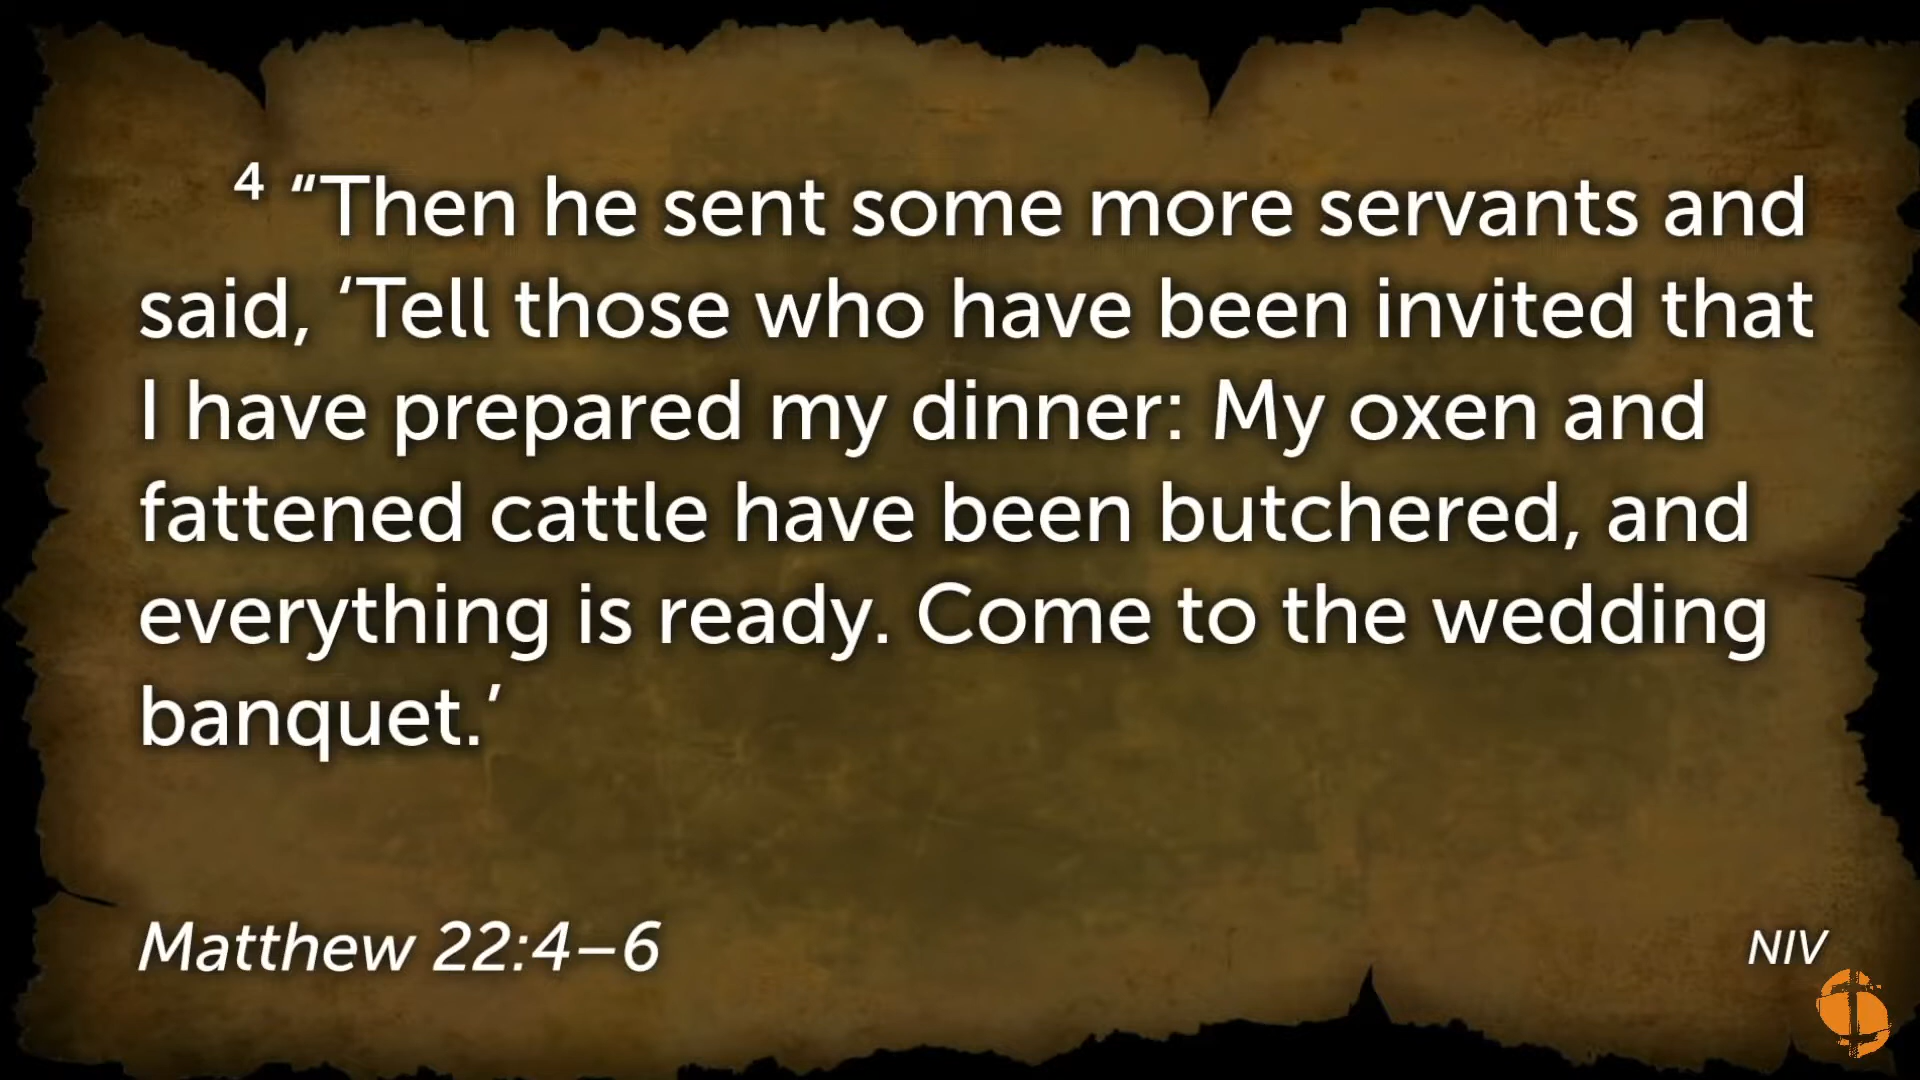 4 “Then he sent some more servants and
said, ‘Tell those who have been invited that
I have prepared my dinner: My oxen and
fattened cattle have been butchered, and
everything is ready. Come to the wedding
banquet.’
Matthew 22:4–6
NIV